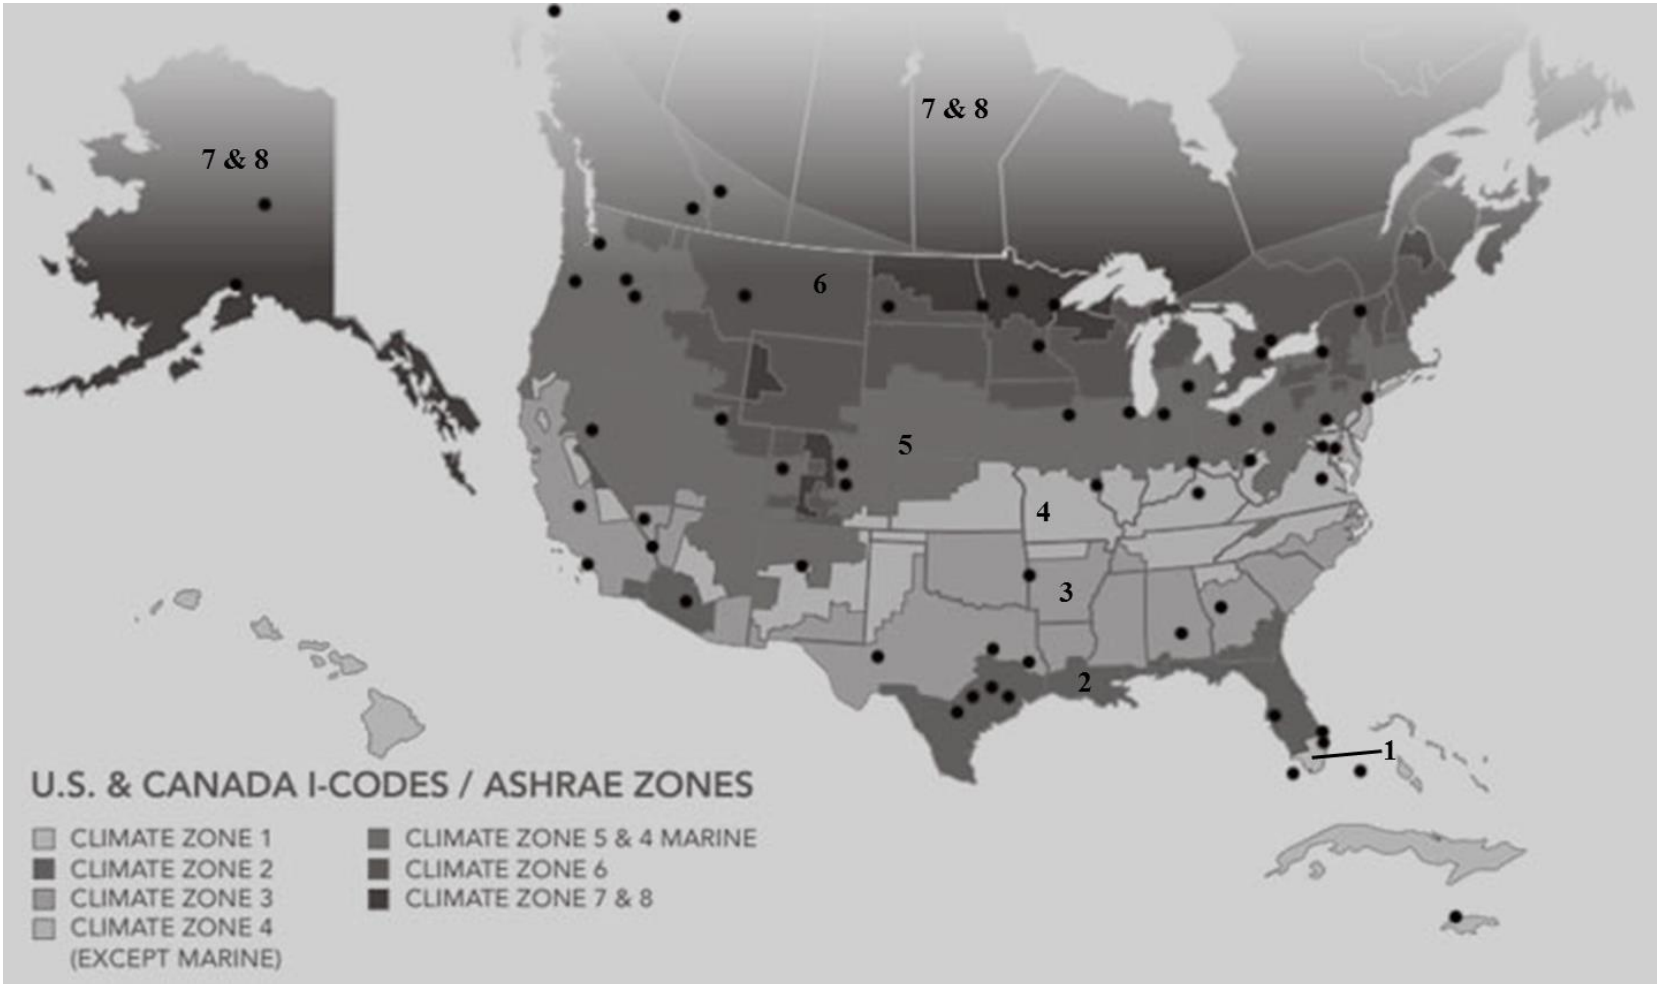 7 & 8
7 & 8
6
5
4
3
2
1
U.S. & CANADA I-CODES / ASHRAE ZONES
CLIMATE ZONE 1
CLIMATE ZONE 2
CLIMATE ZONE 3
CLIMATE ZONE 4
(EXCEPT MARINE)
CLIMATE ZONE 5 & 4 MARINE
CLIMATE ZONE 6
CLIMATE ZONE 7 & 8